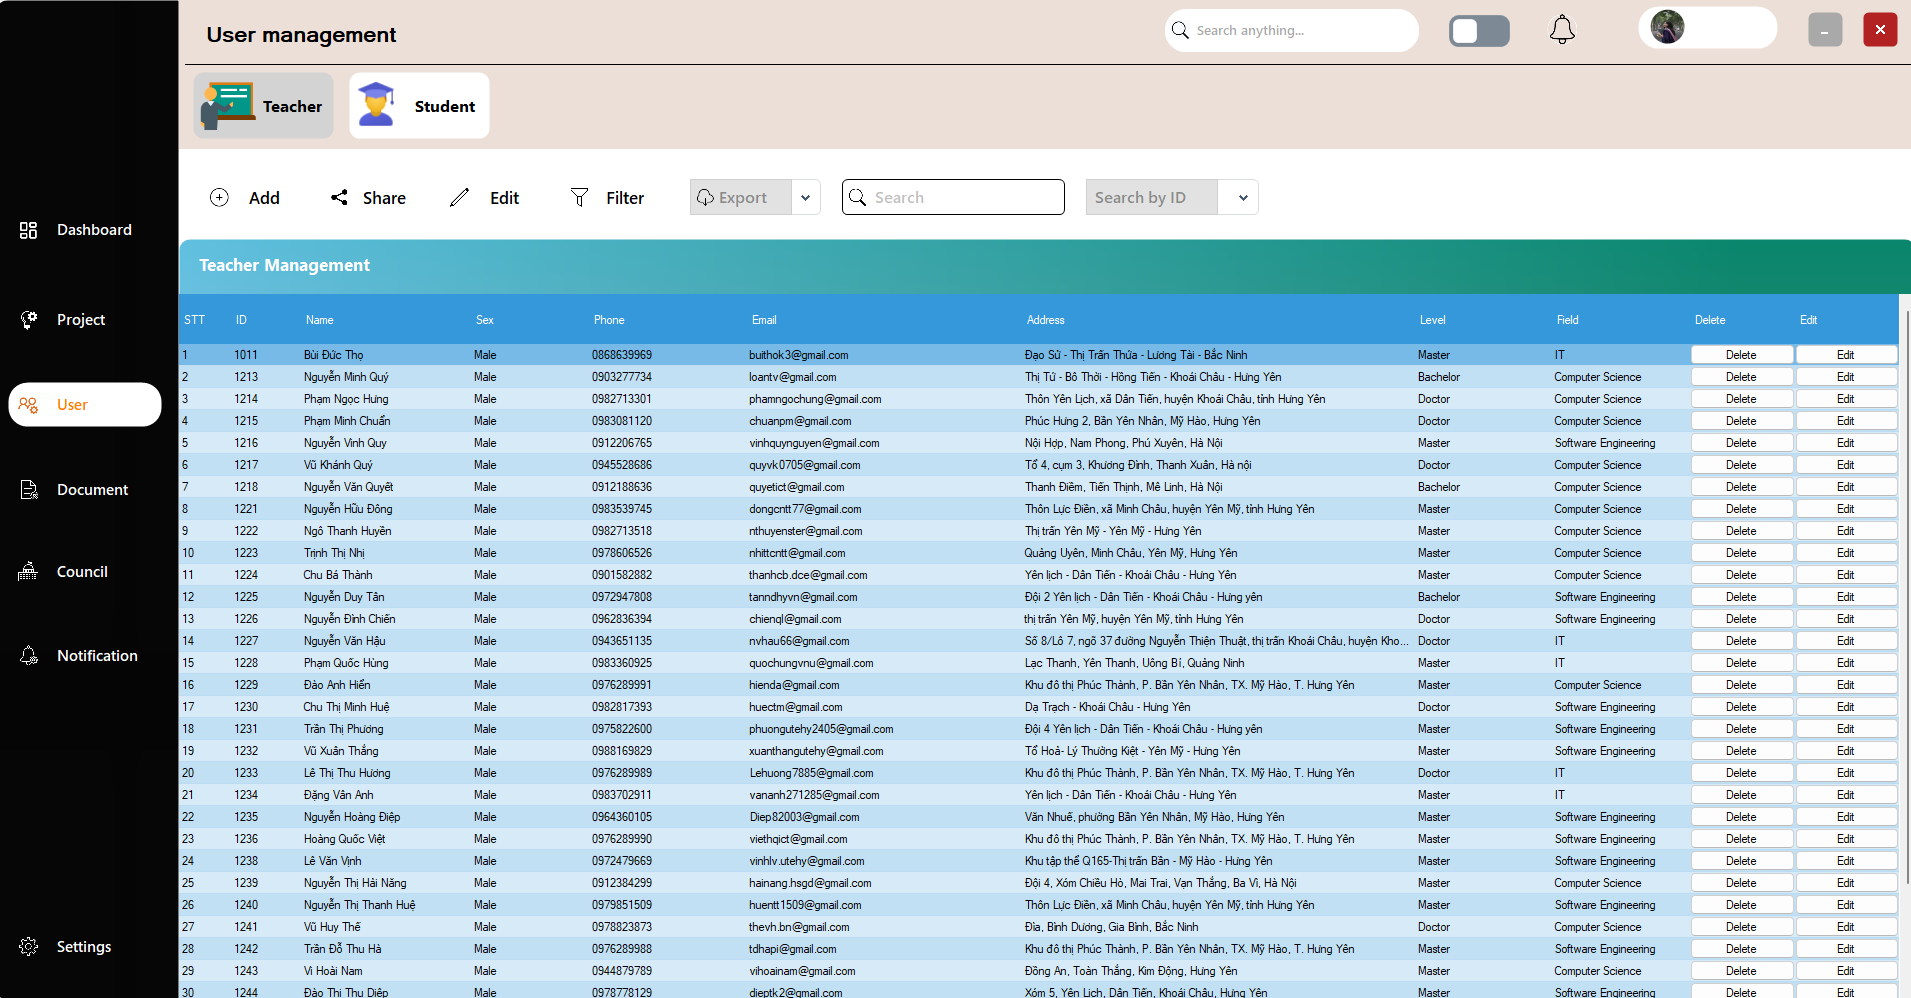 User management
Search anything...
Teacher
Student
Add
Share
Edit
Filter
Export
Search
Search by ID
Dashboard
Project
User
Document
Council
Notification
Settings
Teacher Management
STT ID Name Sex Phone Email Address Level Field Delete Edit
1 1011 Bùi Đức Thọ Male 0868639969 buithok3@gmail.com Đạo Sử - Thị Trấn Thứa - Lương Tài - Bắc Ninh Master IT Delete Edit
2 1213 Nguyễn Minh Quý Male 0903277734 loantv@gmail.com Thị Tứ - Bô Thời - Hồng Tiến - Khoái Châu - Hưng Yên Bachelor Computer Science Delete Edit
3 1214 Phạm Ngọc Hưng Male 0982713301 phamngochung@gmail.com Thôn Yên Lịch, xã Dân Tiến, huyện Khoái Châu, tỉnh Hưng Yên Doctor Computer Science Delete Edit
4 1215 Phạm Minh Chuẩn Male 0983081120 chuanpm@gmail.com Phúc Hưng 2, Bần Yên Nhân, Mỹ Hào, Hưng Yên Doctor Computer Science Delete Edit
5 1216 Nguyễn Vinh Quy Male 0912206765 vinhquynguyen@gmail.com Nội Hợp, Nam Phong, Phú Xuyên, Hà Nội Master Software Engineering Delete Edit
6 1217 Vũ Khánh Quý Male 0945528686 quyvk0705@gmail.com Tổ 4, cụm 3, Khương Đình, Thanh Xuân, Hà nội Doctor Computer Science Delete Edit
7 1218 Nguyễn Văn Quyết Male 0912188636 quyetict@gmail.com Thanh Điềm, Tiến Thịnh, Mê Linh, Hà Nội Bachelor Computer Science Delete Edit
8 1221 Nguyễn Hữu Đông Male 0983539745 dongcntt77@gmail.com Thôn Lực Điền, xã Minh Châu, huyện Yên Mỹ, tỉnh Hưng Yên Master Computer Science Delete Edit
9 1222 Ngô Thanh Huyền Male 0982713518 nthuyenster@gmail.com Thị trấn Yên Mỹ - Yên Mỹ - Hưng Yên Master Computer Science Delete Edit
10 1223 Trịnh Thị Nhị Male 0978606526 nhittcntt@gmail.com Quảng Uyên, Minh Châu, Yên Mỹ, Hưng Yên Master Computer Science Delete Edit
11 1224 Chu Bá Thành Male 0901582882 thanhcb.dce@gmail.com Yên lịch - Dân Tiến - Khoái Châu - Hưng Yên Master Computer Science Delete Edit
12 1225 Nguyễn Duy Tân Male 0972947808 tanndhyvn@gmail.com Đội 2 Yên lịch - Dân Tiến - Khoái Châu - Hưng yên Bachelor Software Engineering Delete Edit
13 1226 Nguyễn Đình Chiến Male 0962836394 chienql@gmail.com thị trấn Yên Mỹ, huyện Yên Mỹ, tỉnh Hưng Yên Doctor Software Engineering Delete Edit
14 1227 Nguyễn Văn Hậu Male 0943651135 nvhau66@gmail.com Số 8/Lô 7, ngõ 37 đường Nguyễn Thiện Thuật, thị trấn Khoái Châu, huyện Kho... Doctor IT Delete Edit
15 1228 Phạm Quốc Hùng Male 0983360925 quochungvnu@gmail.com Lạc Thanh, Yên Thanh, Uông Bí, Quảng Ninh Master IT Delete Edit
16 1229 Đào Anh Hiển Male 0976289991 hienda@gmail.com Khu đô thị Phúc Thành, P. Bần Yên Nhân, TX. Mỹ Hào, T. Hưng Yên Master Computer Science Delete Edit
17 1230 Chu Thị Minh Huệ Male 0982817393 huectm@gmail.com Dạ Trạch - Khoái Châu - Hưng Yên Doctor Software Engineering Delete Edit
18 1231 Trần Thị Phương Male 0975822600 phuongutehy2405@gmail.com Đội 4 Yên lịch - Dân Tiến - Khoái Châu - Hưng yên Master Software Engineering Delete Edit
19 1232 Vũ Xuân Thắng Male 0988169829 xuanthangutehy@gmail.com Tổ Hoả- Lý Thường Kiệt - Yên Mỹ - Hưng Yên Master Software Engineering Delete Edit
20 1233 Lê Thị Thu Hương Male 0976289989 Lehuong7885@gmail.com Khu đô thị Phúc Thành, P. Bần Yên Nhân, TX. Mỹ Hào, T. Hưng Yên Doctor IT Delete Edit
21 1234 Đặng Vân Anh Male 0983702911 vananh271285@gmail.com Yên lịch - Dân Tiến - Khoái Châu - Hưng Yên Master IT Delete Edit
22 1235 Nguyễn Hoàng Điệp Male 0964360105 Diep82003@gmail.com Văn Nhuế, phường Bần Yên Nhân, Mỹ Hào, Hưng Yên Master Software Engineering Delete Edit
23 1236 Hoàng Quốc Việt Male 0976289990 viethqict@gmail.com Khu đô thị Phúc Thành, P. Bần Yên Nhân, TX. Mỹ Hào, T. Hưng Yên Master Software Engineering Delete Edit
24 1238 Lê Văn Vịnh Male 0972479669 vinhlv.utehy@gmail.com Khu tập thể Q165-Thị trấn Bần - Mỹ Hào - Hưng Yên Master Software Engineering Delete Edit
25 1239 Nguyễn Thị Hải Năng Male 0912384299 hainang.hsgd@gmail.com Đội 4, Xóm Chiều Hò, Mai Trai, Vạn Thắng, Ba Vì, Hà Nội Master Computer Science Delete Edit
26 1240 Nguyễn Thị Thanh Huệ Male 0979851509 huentt1509@gmail.com Thôn Lực Điền, xã Minh Châu, huyện Yên Mỹ, tỉnh Hưng Yên Master Software Engineering Delete Edit
27 1241 Vũ Huy Thế Male 0978823873 thevh.bn@gmail.com Đìa, Bình Dương, Gia Bình, Bắc Ninh Doctor Computer Science Delete Edit
28 1242 Trần Đỗ Thu Hà Male 0976289988 tdhapi@gmail.com Khu đô thị Phúc Thành, P. Bần Yên Nhân, TX. Mỹ Hào, T. Hưng Yên Master Software Engineering Delete Edit
29 1243 Vi Hoài Nam Male 0944879789 vihoainam@gmail.com Đồng An, Toàn Thắng, Kim Động, Hưng Yên Master Computer Science Delete Edit
30 1244 Đào Thị Thu Diệp Male 0978778129 dieptk2@gmail.com Xóm 5, Yên Lịch, Dân Tiến, Khoái Châu, Hưng Yên Master Software Engineering Delete Edit